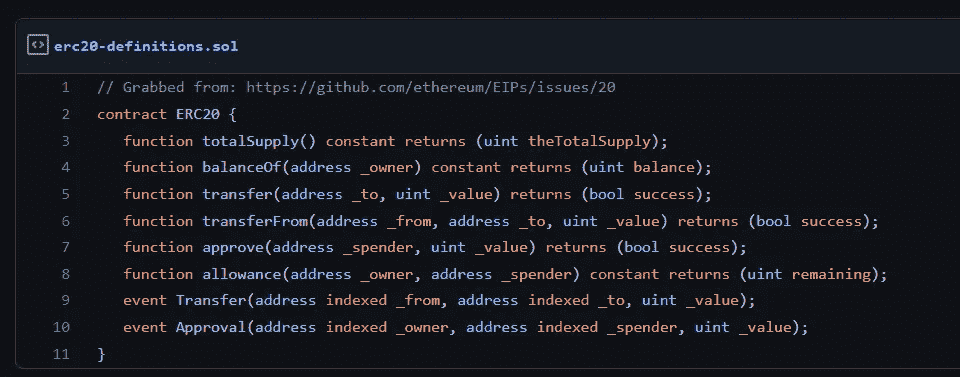 erc20-definitions.sol
1 // Grabbed from: https://github.com/ethereum/EIPs/issues/20
2 contract ERC20 {
3 function totalSupply() constant returns (uint theTotalSupply);
4 function balanceOf(address _owner) constant returns (uint balance);
5 function transfer(address _to, uint _value) returns (bool success);
6 function transferFrom(address _from, address _to, uint _value) returns (bool success);
7 function approve(address _spender, uint _value) returns (bool success);
8 function allowance(address _owner, address _spender) constant returns (uint remaining);
9 event Transfer(address indexed _from, address indexed _to, uint _value);
10 event Approval(address indexed _owner, address indexed _spender, uint _value);
11 }